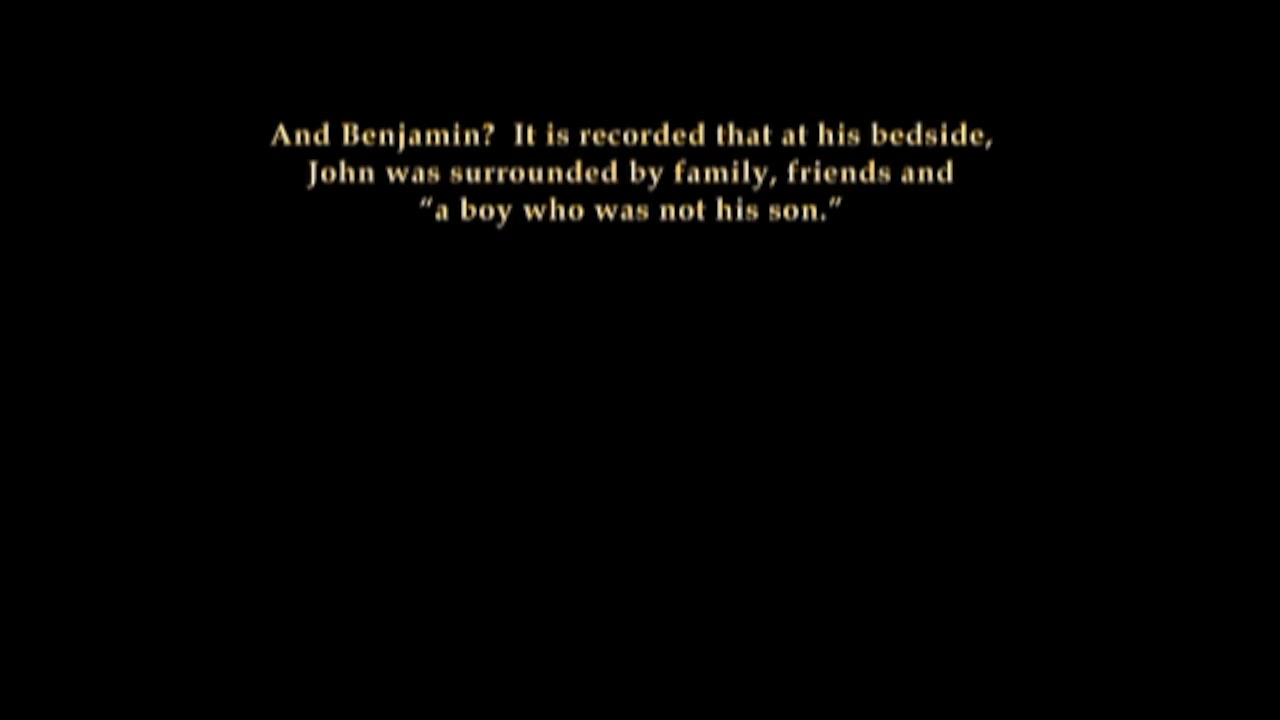 And Benjamin?  It is recorded that at his bedside,
John was surrounded by family, friends and
“a boy who was not his son.”